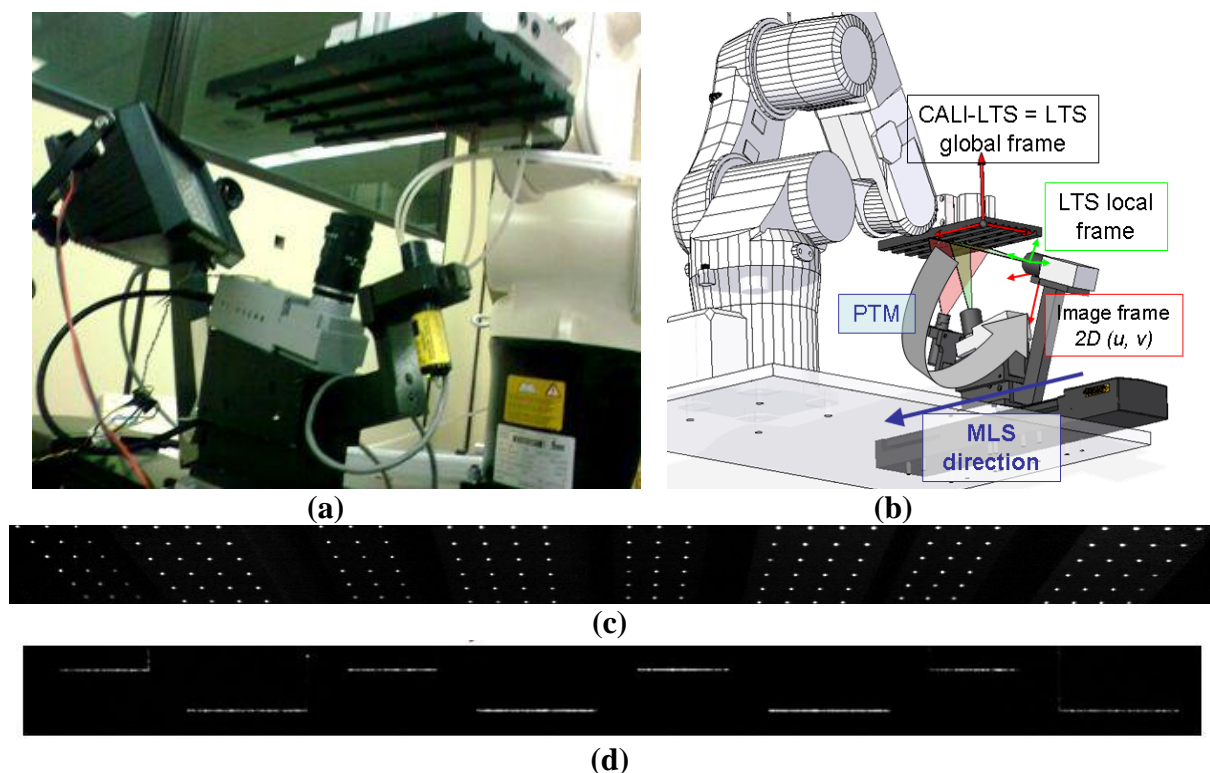 CALI-LTS = LTS
global frame
LTS local
frame
PTM
Image frame
2D (u, v)
MLS
direction
(a)
(b)
(c)
(d)